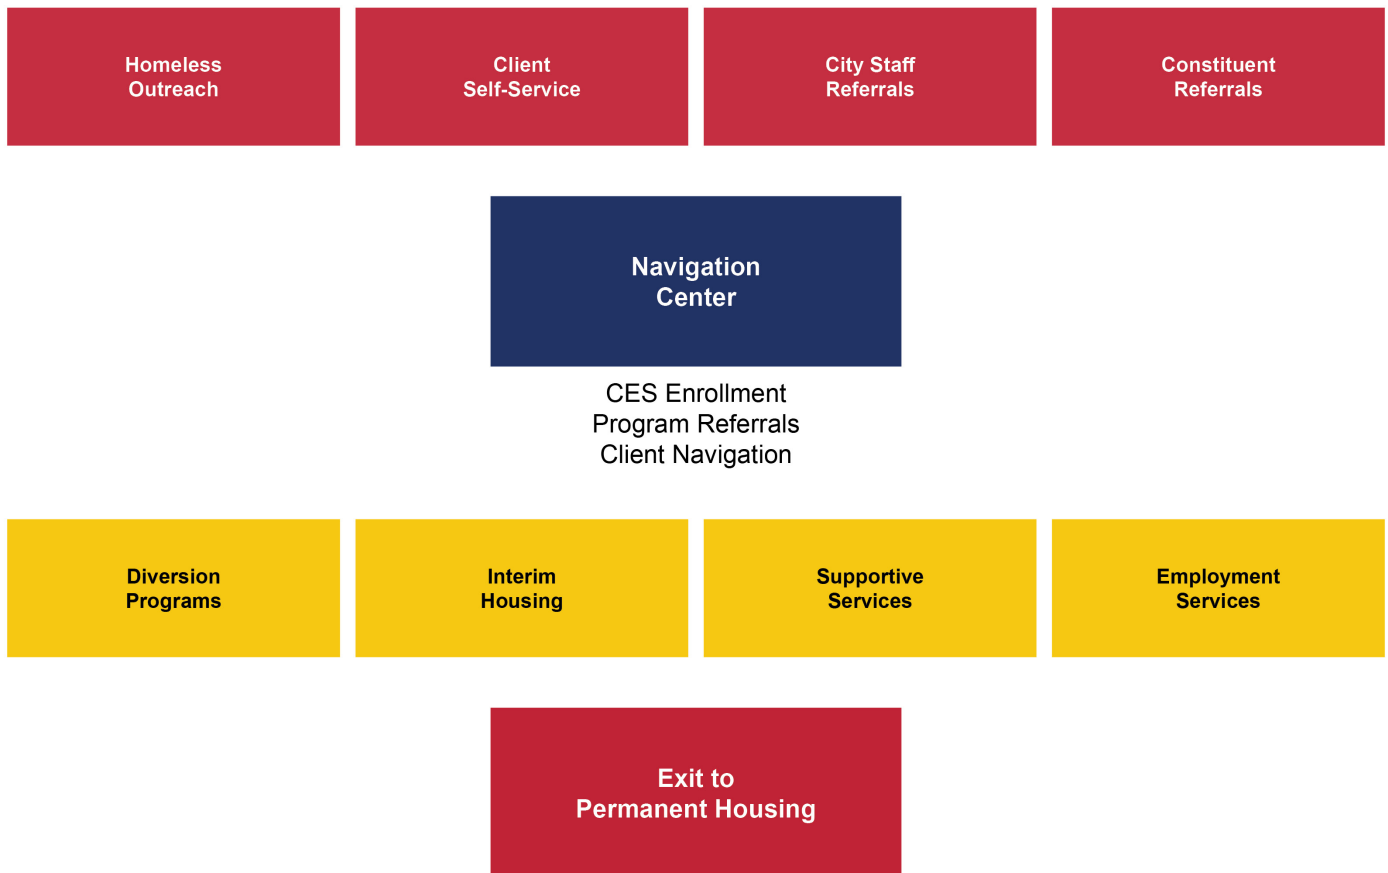 Homeless
Outreach
Client
Self-Service
City Staff
Referrals
Constituent
Referrals
Navigation
Center
CES Enrollment
Program Referrals
Client Navigation
Diversion
Programs
Interim
Housing
Supportive
Services
Employment
Services
Exit to
Permanent Housing